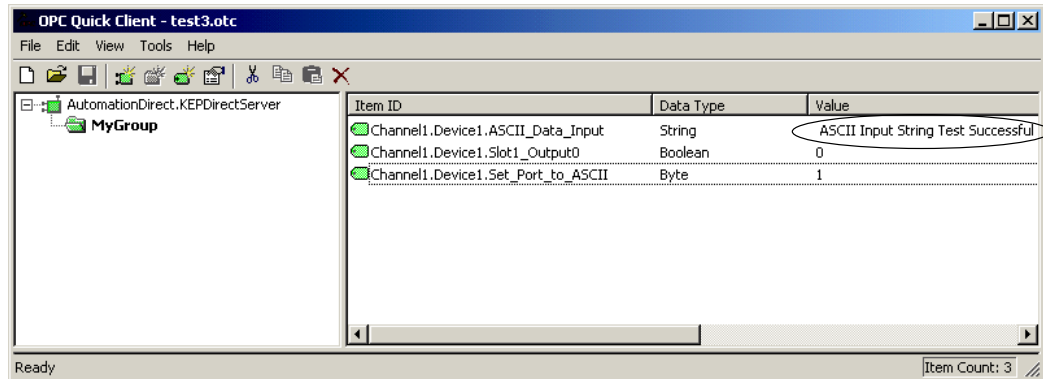 OPC Quick Client - test3.otc
File Edit View Tools Help
AutomationDirect.KEPDirectServer
MyGroup
Item ID Data Type Value
Channel1.Device1.ASCII_Data_Input String ASCII Input String Test Successful
Channel1.Device1.Slot1_Output0 Boolean 0
Channel1.Device1.Set_Port_to_ASCII Byte 1
Ready Item Count: 3